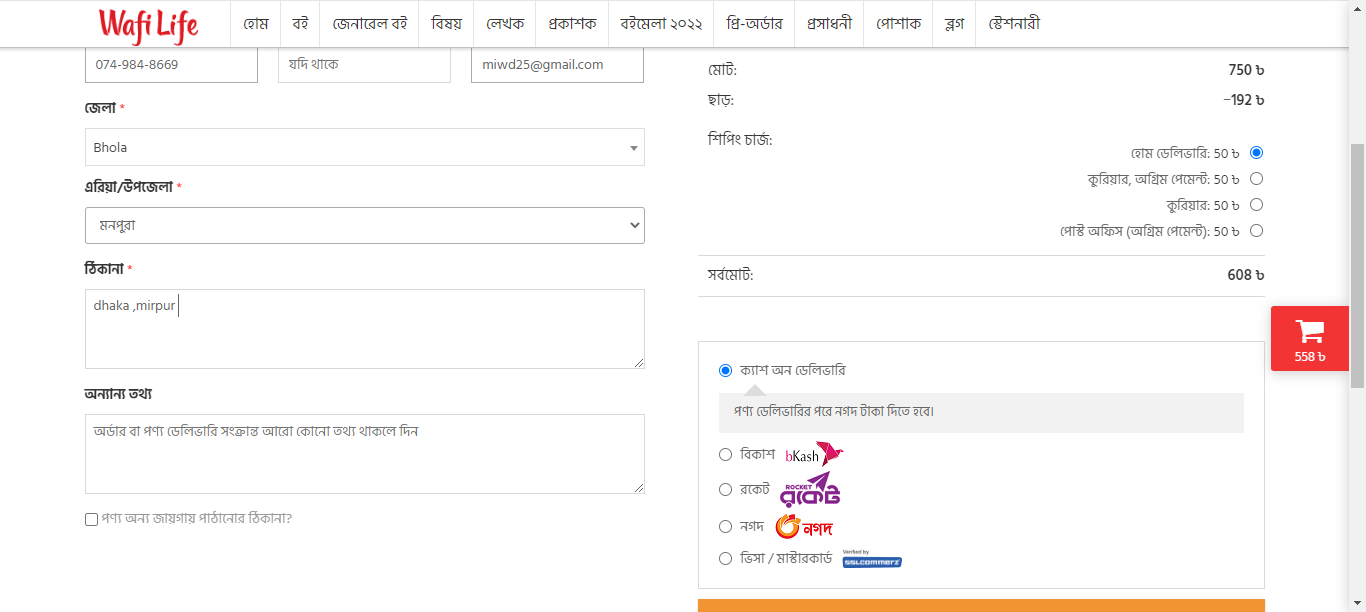 Wafi Life হোম বই জেনারেল বই বিষয় লেখক প্রকাশক বইমেলা ২০২২ প্রি-অর্ডার প্রসাধনী পোশাক ব্লগ স্টেশনারী
074-984-8669 যদি থাকে miwd25@gmail.com
জেলা *
Bhola
এরিয়া/উপজেলা *
মনপুরা
ঠিকানা *
dhaka ,mirpur
অন্যান্য তথ্য
অর্ডার বা পণ্য ডেলিভারি সংক্রান্ত আরো কোনো তথ্য থাকলে দিন
পণ্য অন্য জায়গায় পাঠানোর ঠিকানা?
মোট: 750 ৳
ছাড়: -192 ৳
শিপিং চার্জ:
হোম ডেলিভারি: 50 ৳
কুরিয়ার, অগ্রিম পেমেন্ট: 50 ৳
কুরিয়ার: 50 ৳
পোস্ট অফিস (অগ্রিম পেমেন্ট): 50 ৳
সর্বমোট: 608 ৳
558 ৳
ক্যাশ অন ডেলিভারি
পণ্য ডেলিভারির পরে নগদ টাকা দিতে হবে।
বিকাশ bKash
রকেট ROCKET রকেট
নগদ নগদ
ভিসা / মাস্টারকার্ড Verified by SSLCOMMERZ